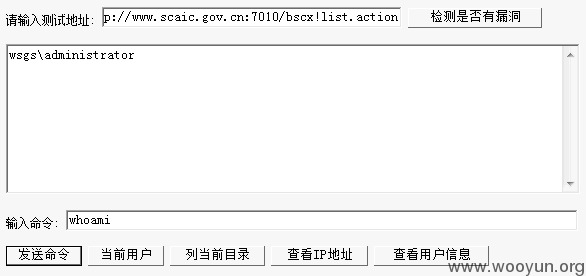 请输入测试地址: p://www.scaic.gov.cn:7010/bscx!list.action 检测是否有漏洞
wsgs\administrator
输入命令: whoami
发送命令 当前用户 列当前目录 查看IP地址 查看用户信息
www.wooyun.org